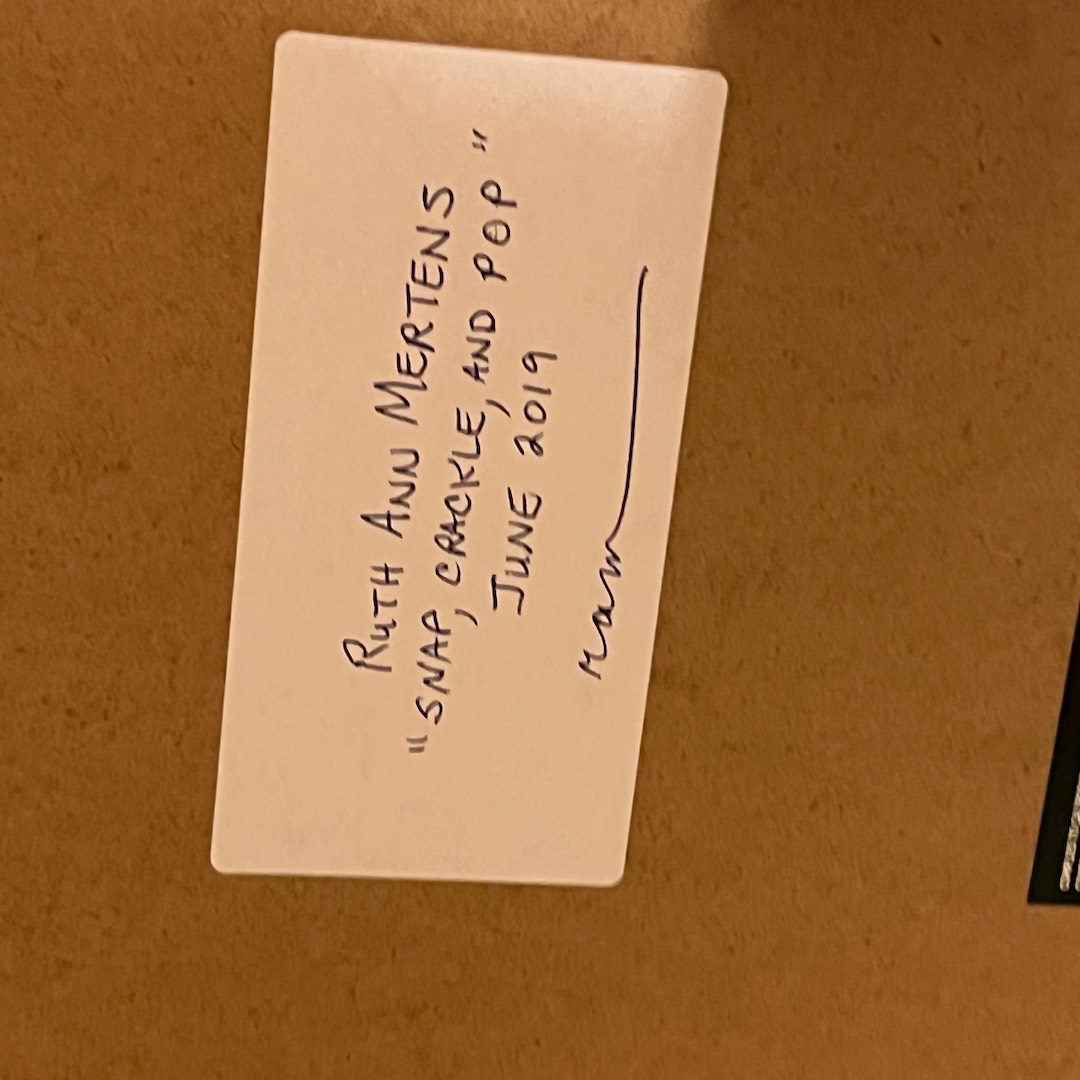 RUTH ANN MERTENS
"SNAP, CRACKLE, AND POP"
JUNE 2019